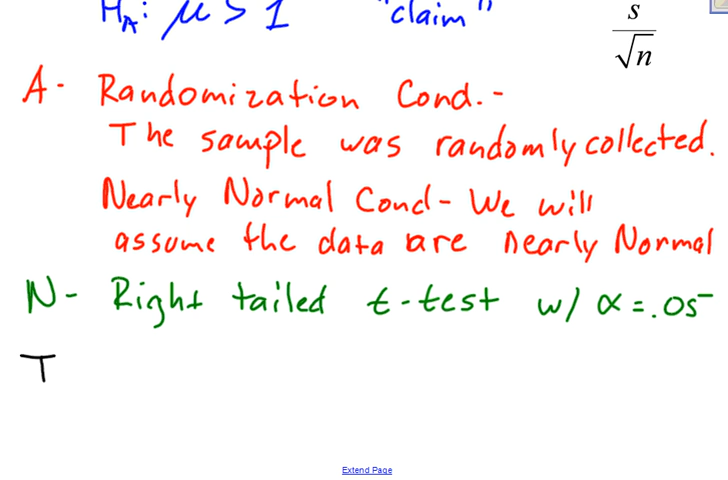 H_A: μ > 1 "claim"
s
√n
A- Randomization Cond.-
The sample was randomly collected.
Nearly Normal Cond- We will
assume the data are nearly Normal
N- Right tailed t-test w/ α = .05
T
Extend Page